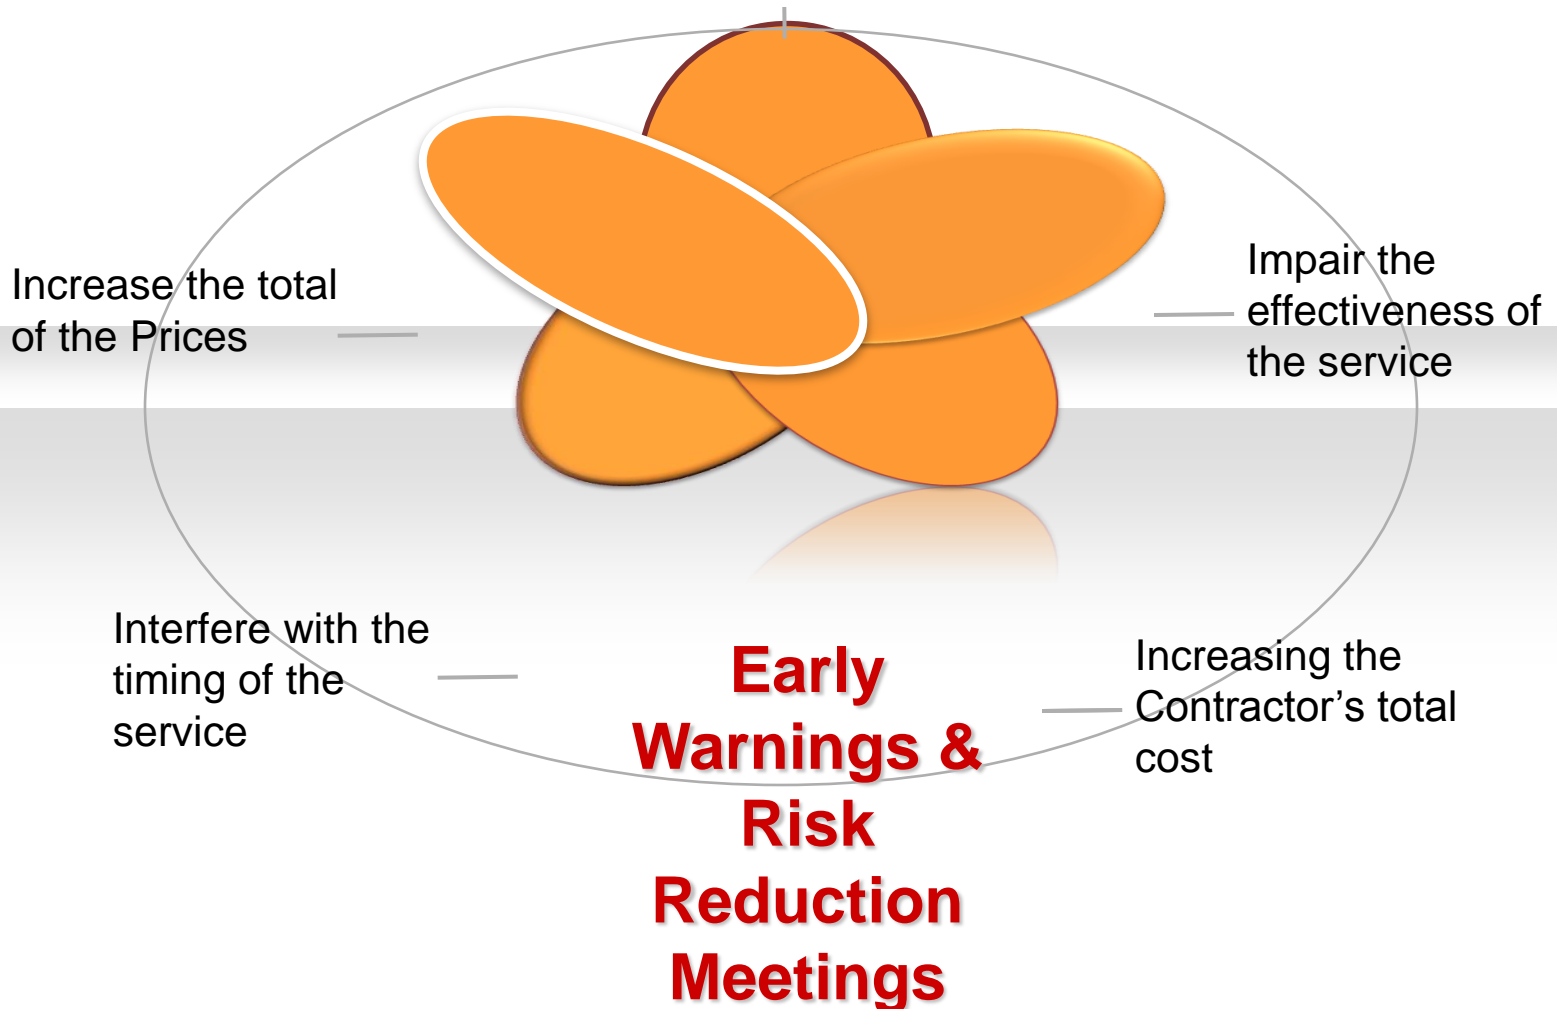 Increase the total
of the Prices
Impair the
effectiveness of
the service
Interfere with the
timing of the
service
Early
Warnings &
Risk
Reduction
Meetings
Increasing the
Contractor’s total
cost